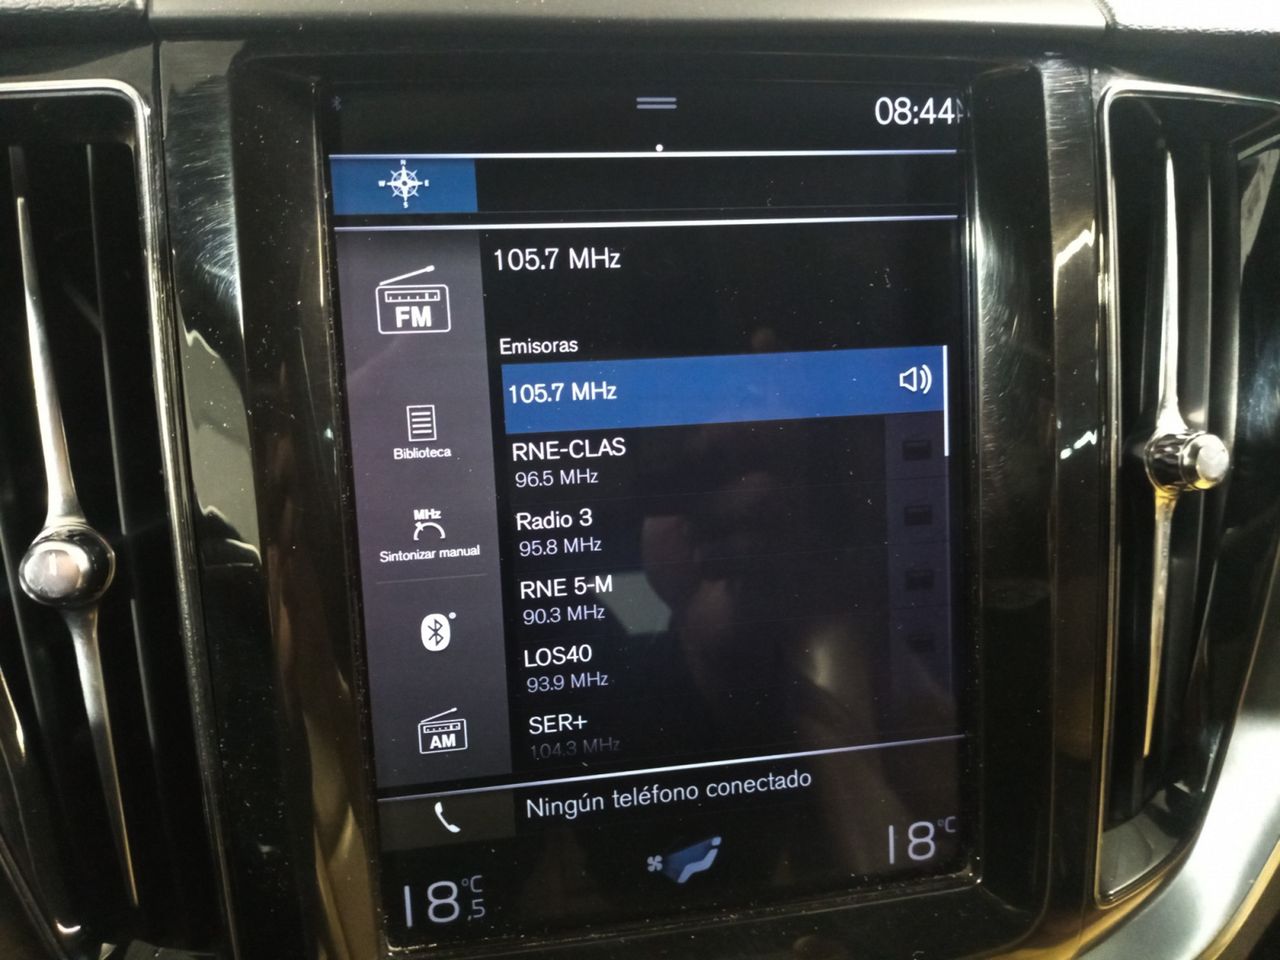 08:44
N
W E
S
105.7 MHz
FM
Emisoras
105.7 MHz
RNE-CLAS
96.5 MHz
Biblioteca
Radio 3
95.8 MHz
MHz
Sintonizar manual
RNE 5-M
90.3 MHz
LOS40
93.9 MHz
AM
SER+
104.3 MHz
Ningún teléfono conectado
18,5 °C
18 °C